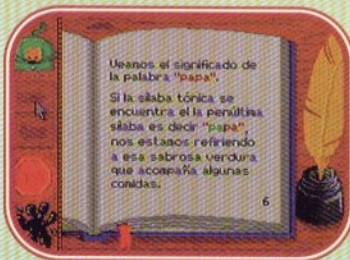 Veamos el significado de
la palabra "papa".
Si la sílaba tónica se
encuentra el la penúltima
sílaba es decir "papa",
nos estamos refiriendo
a esa sabrosa verdura
que acompaña algunas
comidas.
6